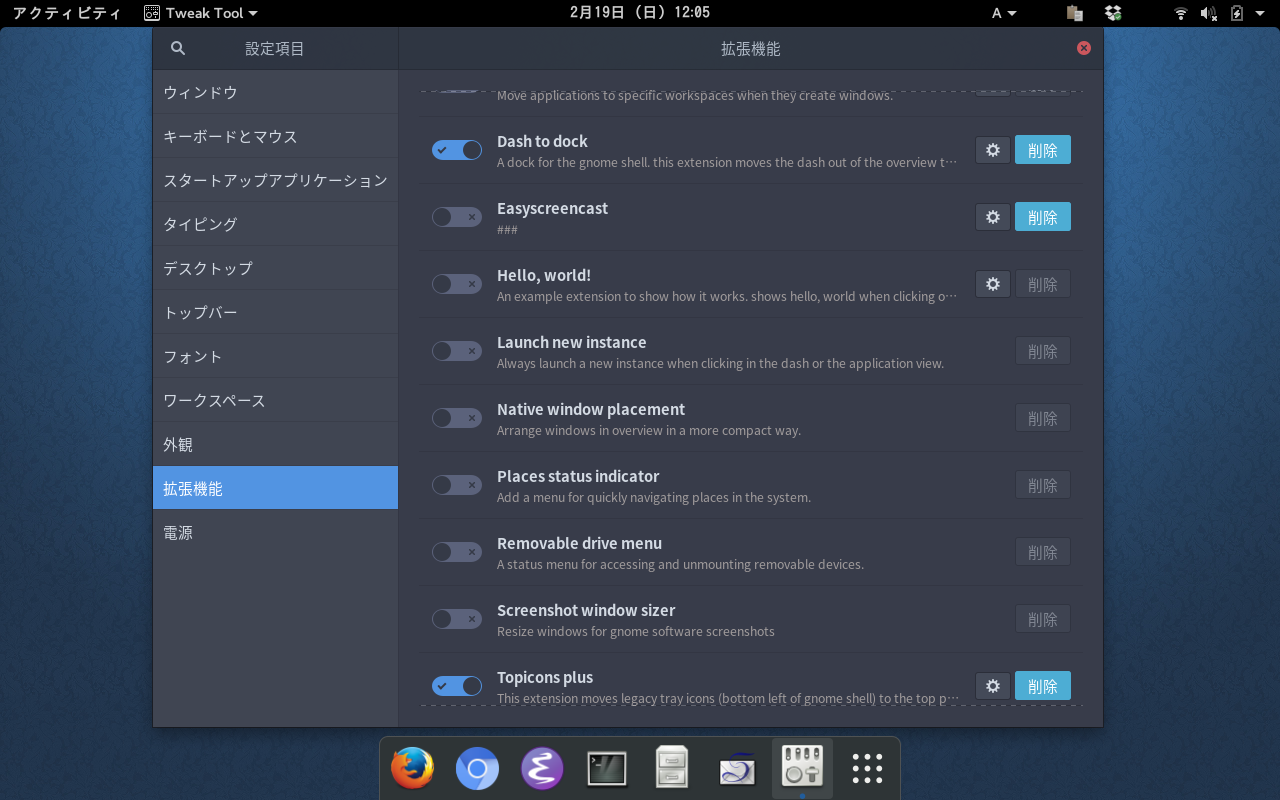 アクティビティ Tweak Tool 2月19日 (日) 12:05 A
設定項目 拡張機能
ウィンドウ
キーボードとマウス
スタートアップアプリケーション
タイピング
デスクトップ
トップバー
フォント
ワークスペース
外観
拡張機能
電源
Move applications to specific workspaces when they create windows.
Dash to dock
A dock for the gnome shell. this extension moves the dash out of the overview t…
削除
Easyscreencast
###
削除
Hello, world!
An example extension to show how it works. shows hello, world when clicking o…
削除
Launch new instance
Always launch a new instance when clicking in the dash or the application view.
削除
Native window placement
Arrange windows in overview in a more compact way.
削除
Places status indicator
Add a menu for quickly navigating places in the system.
削除
Removable drive menu
A status menu for accessing and unmounting removable devices.
削除
Screenshot window sizer
Resize windows for gnome software screenshots
削除
Topicons plus
This extension moves legacy tray icons (bottom left of gnome shell) to the top p…
削除